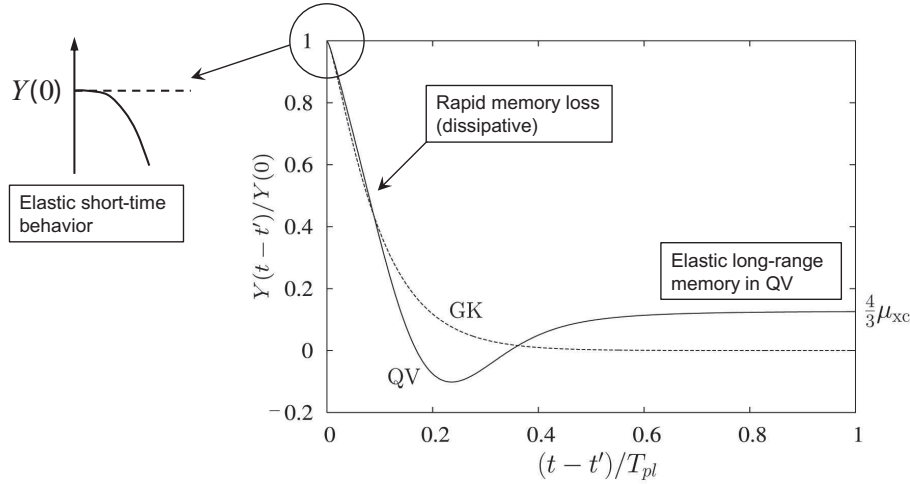 Y(0)
Elastic short-time
behavior
Y(t − t′)/Y(0)
1
0.8
0.6
0.4
0.2
0
−0.2
Rapid memory loss
(dissipative)
Elastic long-range
memory in QV
GK
QV
4/3 μxc
0
0.2
0.4
0.6
0.8
1
(t − t′)/Tpl